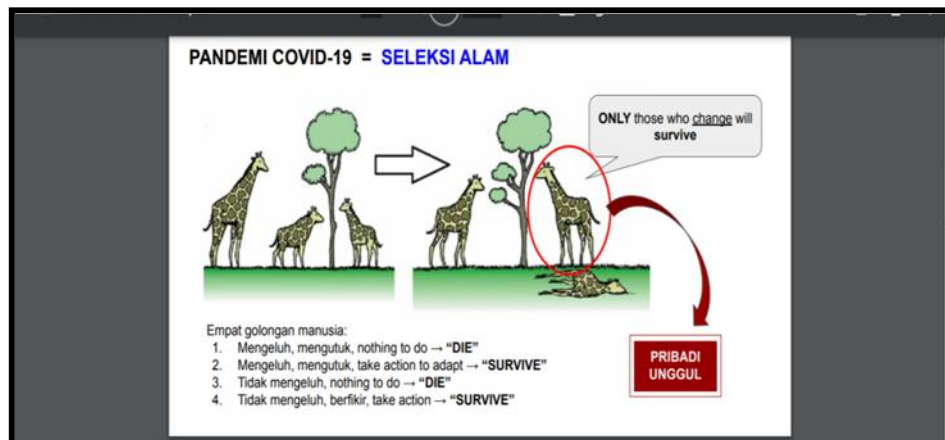 PANDEMI COVID-19 = SELEKSI ALAM
ONLY those who change will
survive
Empat golongan manusia:
1. Mengeluh, mengutuk, nothing to do → “DIE”
2. Mengeluh, mengutuk, take action to adapt → “SURVIVE”
3. Tidak mengeluh, nothing to do → “DIE”
4. Tidak mengeluh, berfikir, take action → “SURVIVE”
PRIBADI
UNGGUL